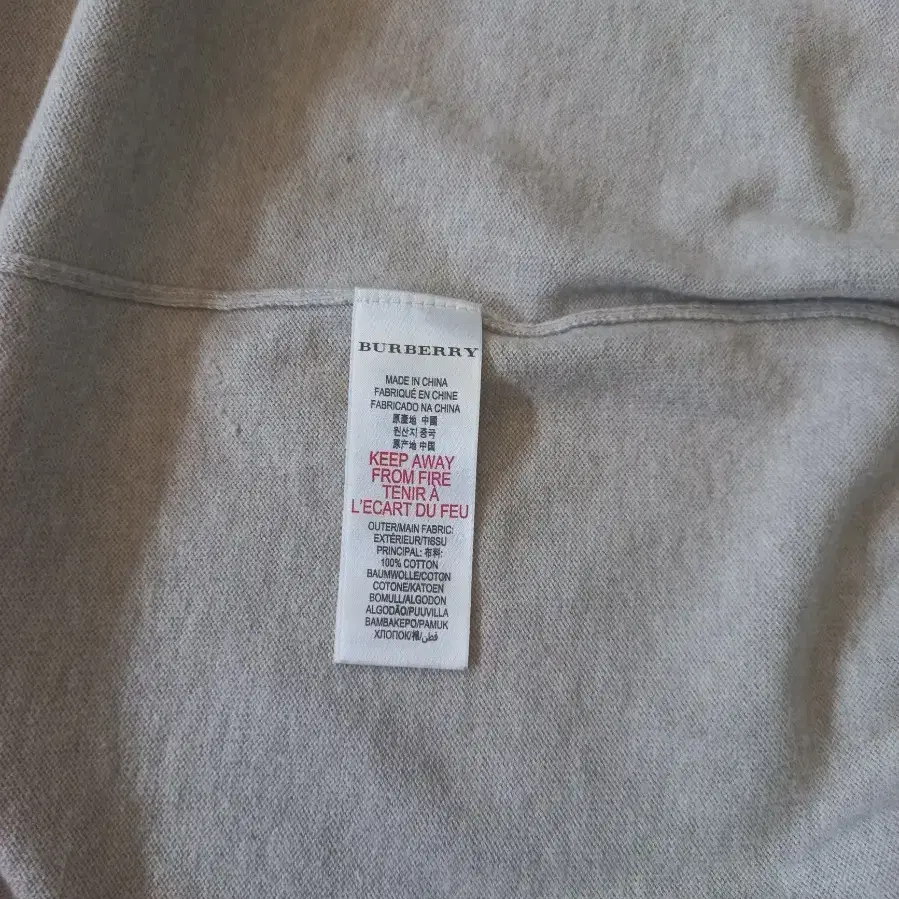 BURBERRY
MADE IN CHINA
FABRIQUÉ EN CHINE
FABRICADO NA CHINA
原產地 中國
원산지 중국
原产地 中国
KEEP AWAY
FROM FIRE
TENIR À
L'ECART DU FEU
OUTER/MAIN FABRIC:
EXTÉRIEUR/TISSU
PRINCIPAL: 布料:
100% COTTON
BAUMWOLLE/COTON
COTONE/KATOEN
BOMULL/ALGODON
ALGODÃO/PUUVILLA
BAMBAKEPO/PAMUK
ХЛОПОК/棉/قطن